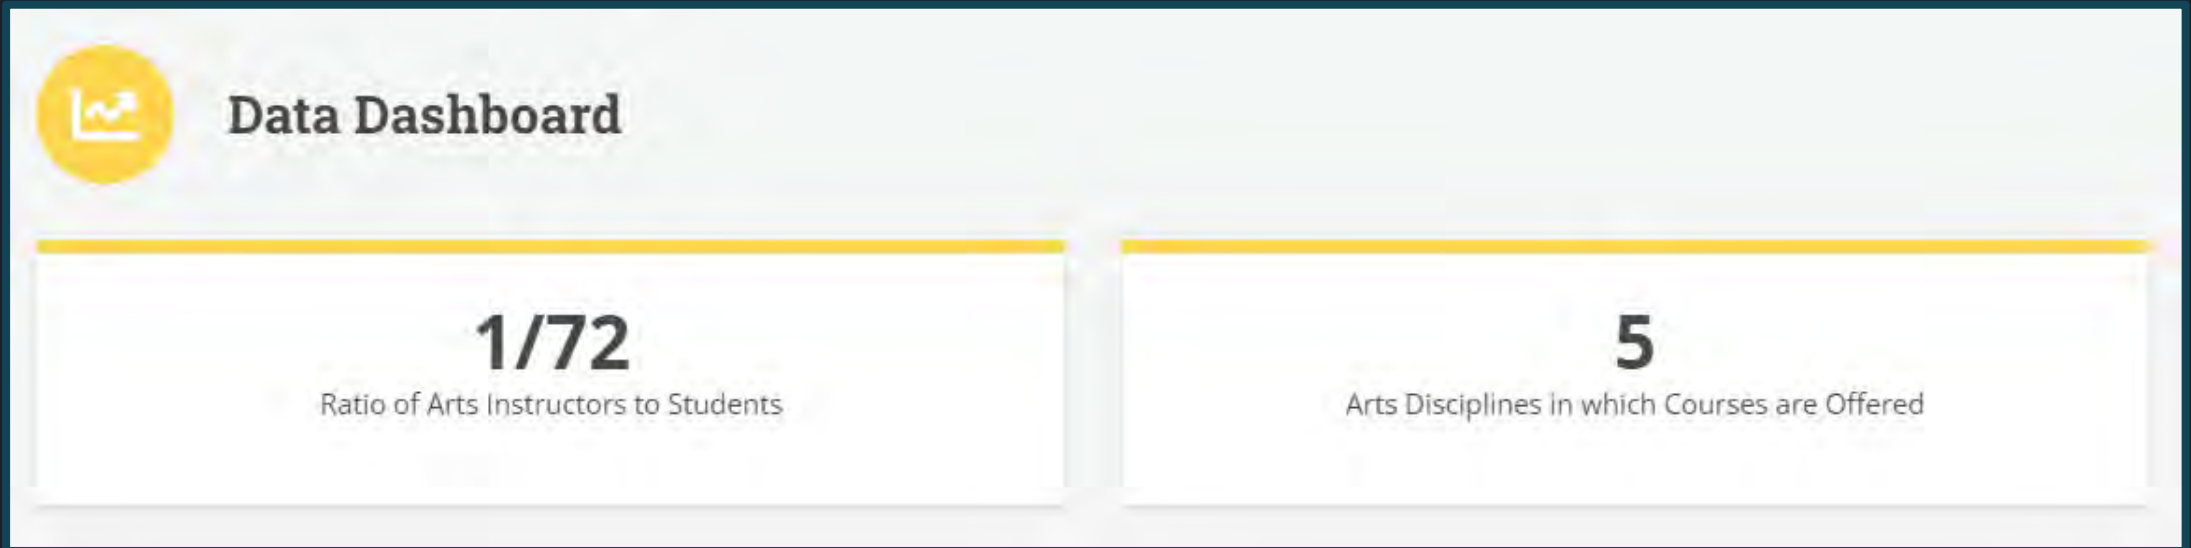 Data Dashboard
1/72
Ratio of Arts Instructors to Students
5
Arts Disciplines in which Courses are Offered